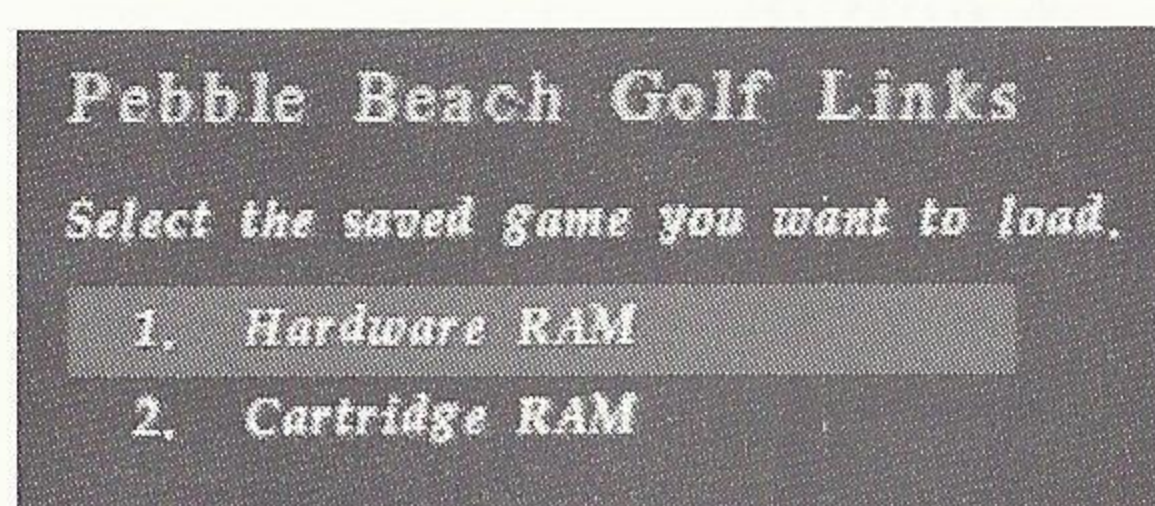 Pebble Beach Golf Links
Select the saved game you want to load.
1. Hardware RAM
2. Cartridge RAM